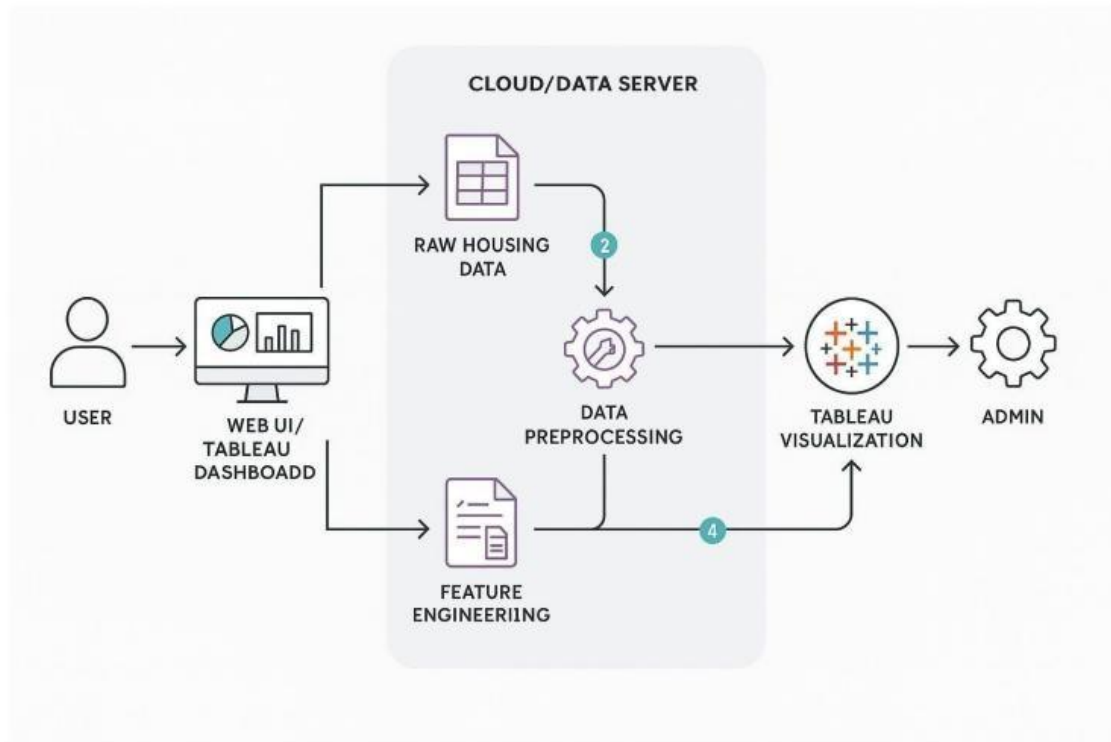 CLOUD/DATA SERVER
RAW HOUSING
DATA
2
USER
WEB UI/
TABLEAU
DASHBOADD
DATA
PREPROCESSING
TABLEAU
VISUALIZATION
ADMIN
4
FEATURE
ENGINEERI1NG